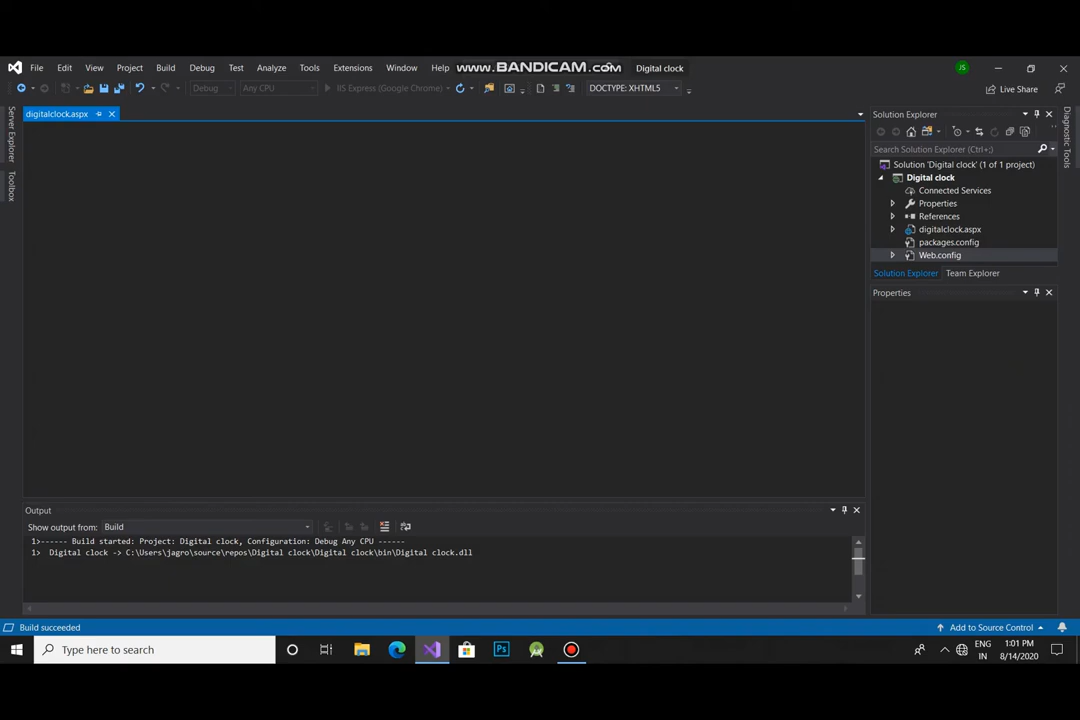 File Edit View Project Build Debug Test Analyze Tools Extensions Window Help www.BANDICAM.com Digital clock JS
Debug Any CPU IIS Express (Google Chrome) DOCTYPE: XHTML5 Live Share
digitalclock.aspx
Server Explorer
Toolbox
Solution Explorer
Search Solution Explorer (Ctrl+;)
Solution 'Digital clock' (1 of 1 project)
Digital clock
Connected Services
Properties
References
digitalclock.aspx
packages.config
Web.config
Solution Explorer Team Explorer
Properties
Diagnostic Tools
Output
Show output from: Build
1>------ Build started: Project: Digital clock, Configuration: Debug Any CPU ------
1> Digital clock -> C:\Users\jagro\source\repos\Digital clock\Digital clock\bin\Digital clock.dll
Build succeeded Add to Source Control
Type here to search Ps
ENG
IN
1:01 PM
8/14/2020